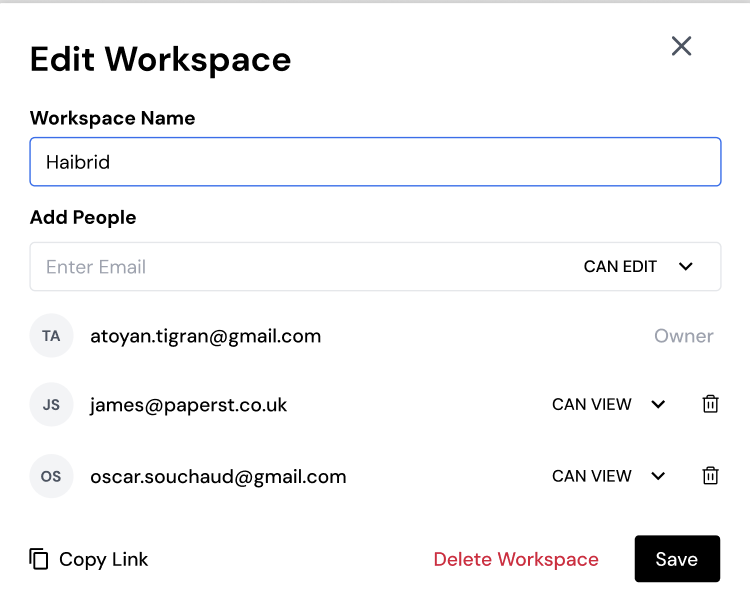 Edit Workspace
Workspace Name
Haibrid
Add People
Enter Email CAN EDIT
TA atoyan.tigran@gmail.com Owner
JS james@paperst.co.uk CAN VIEW
OS oscar.souchaud@gmail.com CAN VIEW
Copy Link Delete Workspace Save